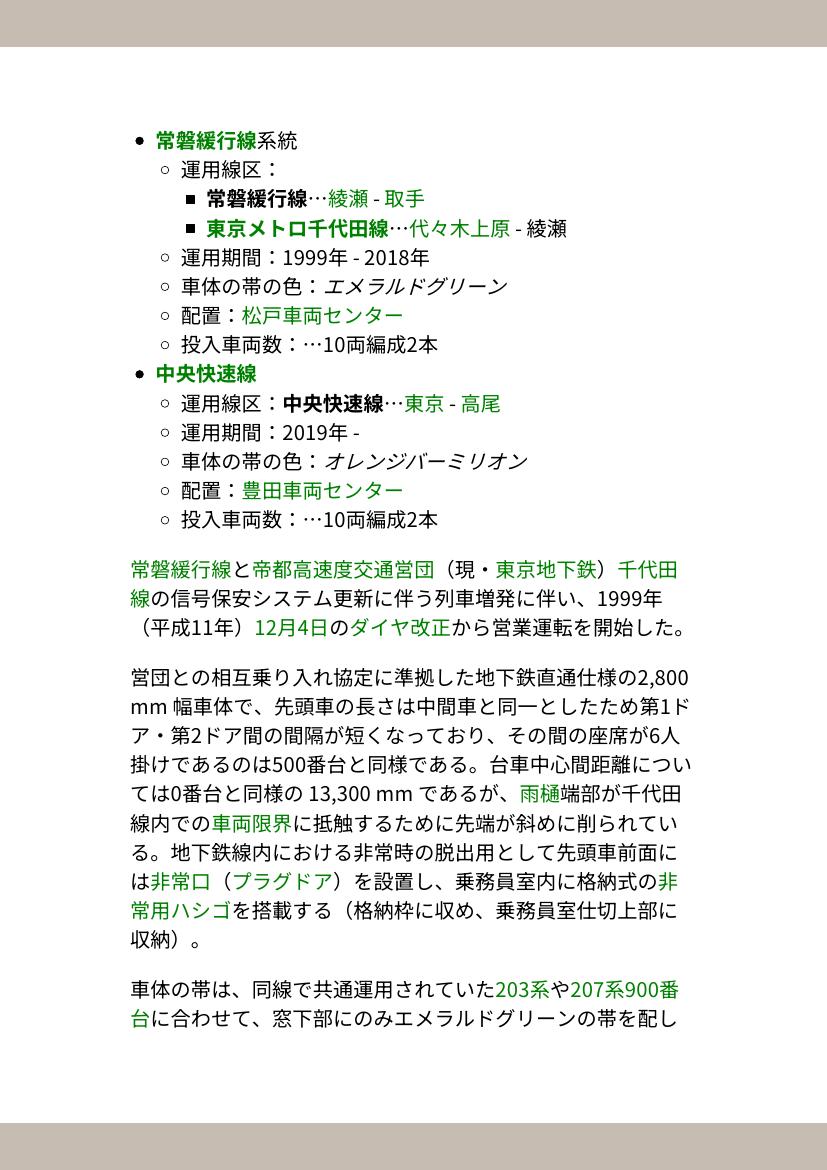 常磐緩行線系統
運用線区：
常磐緩行線…綾瀬 - 取手
東京メトロ千代田線…代々木上原 - 綾瀬
運用期間：1999年 - 2018年
車体の帯の色：エメラルドグリーン
配置：松戸車両センター
投入車両数：…10両編成2本
中央快速線
運用線区：中央快速線…東京 - 高尾
運用期間：2019年 -
車体の帯の色：オレンジバーミリオン
配置：豊田車両センター
投入車両数：…10両編成2本
常磐緩行線と帝都高速度交通営団（現・東京地下鉄）千代田
線の信号保安システム更新に伴う列車増発に伴い、1999年
（平成11年）12月4日のダイヤ改正から営業運転を開始した。
営団との相互乗り入れ協定に準拠した地下鉄直通仕様の2,800
mm 幅車体で、先頭車の長さは中間車と同一としたため第1ド
ア・第2ドア間の間隔が短くなっており、その間の座席が6人
掛けであるのは500番台と同様である。台車中心間距離につい
ては0番台と同様の 13,300 mm であるが、雨樋端部が千代田
線内での車両限界に抵触するために先端が斜めに削られてい
る。地下鉄線内における非常時の脱出用として先頭車前面に
は非常口（プラグドア）を設置し、乗務員室内に格納式の非
常用ハシゴを搭載する（格納枠に収め、乗務員室仕切上部に
収納）。
車体の帯は、同線で共通運用されていた203系や207系900番
台に合わせて、窓下部にのみエメラルドグリーンの帯を配し